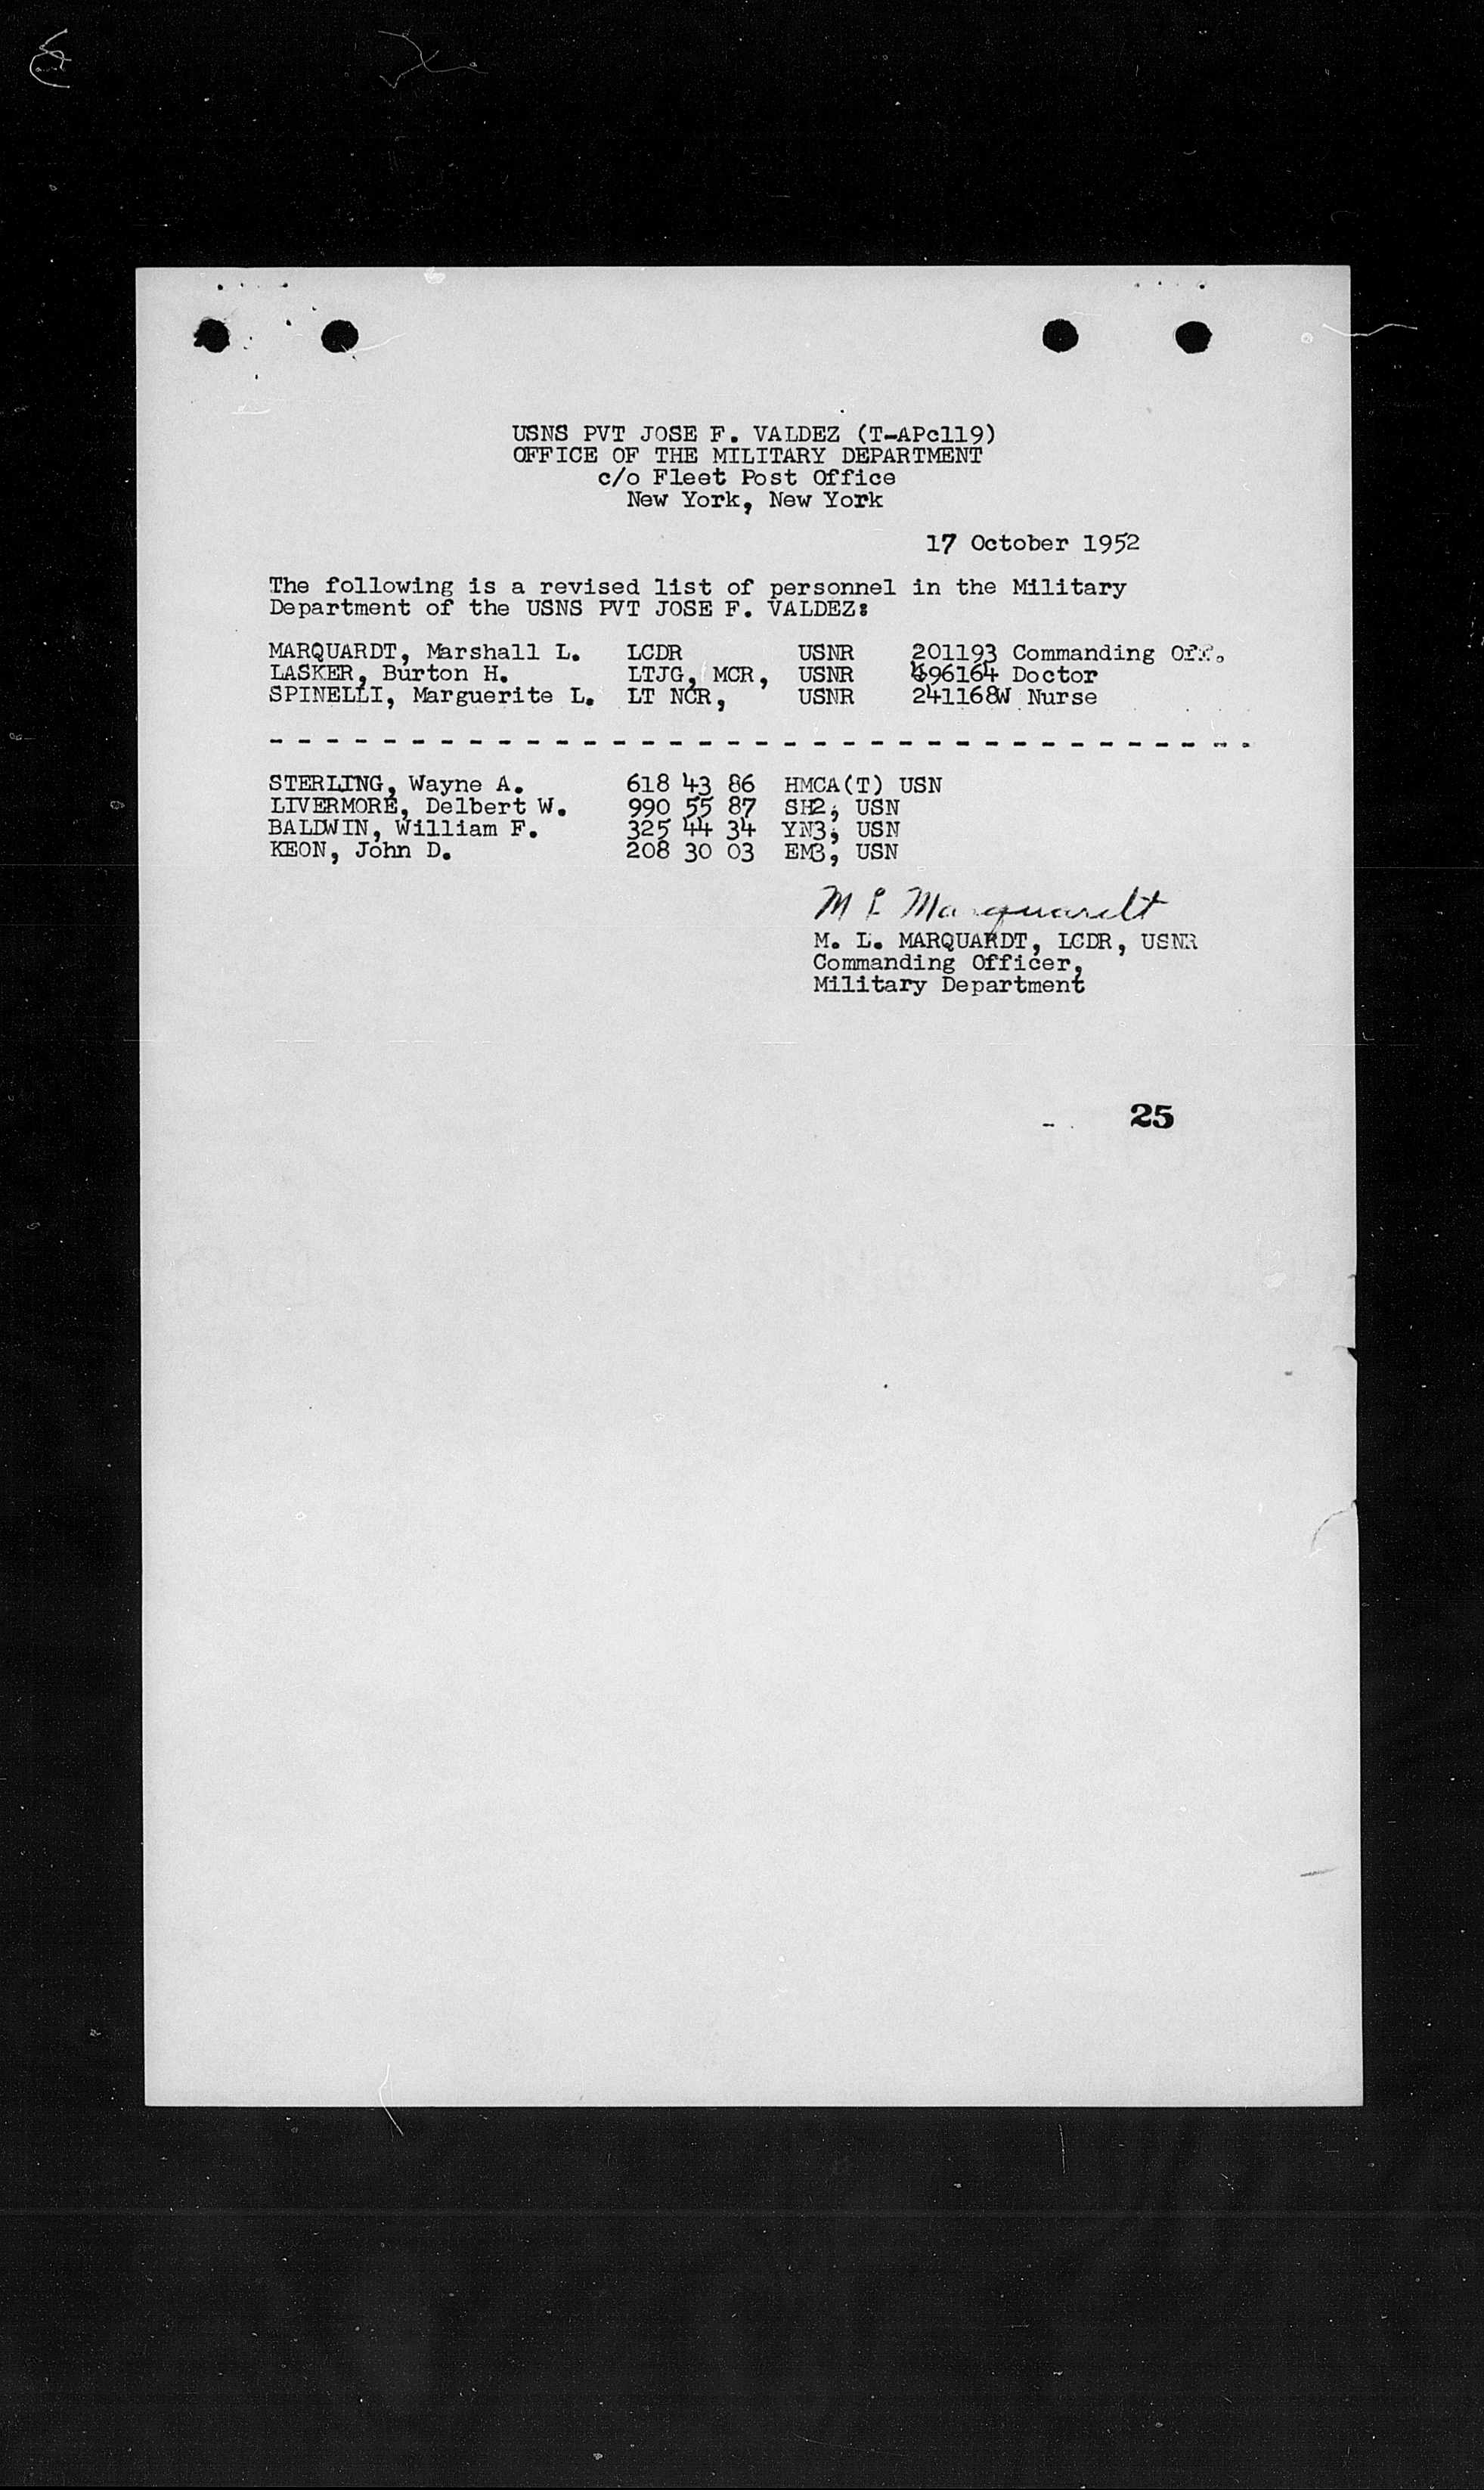 USNS PVT JOSE F. VALDEZ (T-APc119)
OFFICE OF THE MILITARY DEPARTMENT
c/o Fleet Post Office
New York, New York
17 October 1952
The following is a revised list of personnel in the Military
Department of the USNS PVT JOSE F. VALDEZ:
MARQUARDT, Marshall L. LCDR USNR 201193 Commanding Off.
LASKER, Burton H. LTJG, MCR, USNR 496164 Doctor
SPINELLI, Marguerite L. LT NCR, USNR 241168W Nurse
- - - - - - - - - - - - - - - - - - - - - - - - - - - - - - - - - - -
STERLING, Wayne A. 618 43 86 HMCA(T) USN
LIVERMORE, Delbert W. 990 55 87 SH2, USN
BALDWIN, William F. 325 44 34 YN3, USN
KEON, John D. 208 30 03 EM3, USN
M L Marquardt
M. L. MARQUARDT, LCDR, USNR
Commanding Officer,
Military Department
25